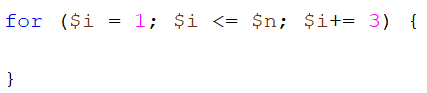 for ($i = 1; $i <= $n; $i+= 3) {
}